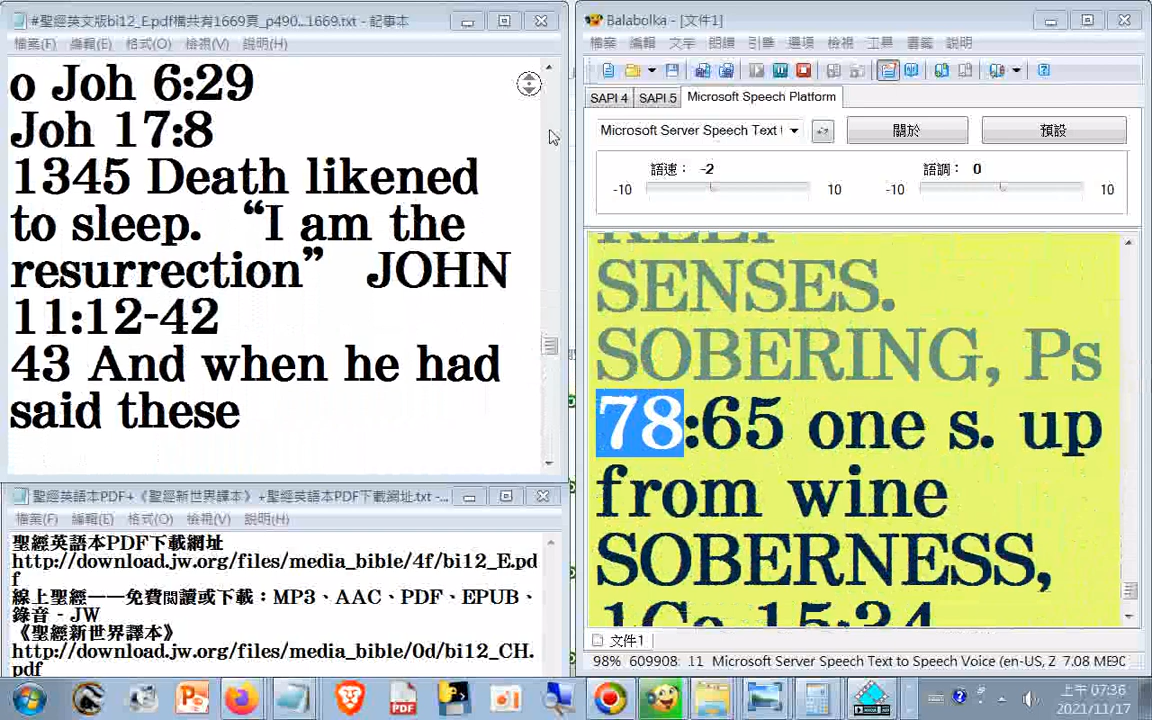 #聖經英文版bi12_E.pdf檔共有1669頁_p490..1669.txt - 記事本
檔案(F) 編輯(E) 格式(O) 檢視(V) 說明(H)
o Joh 6:29
Joh 17:8
1345 Death likened
to sleep. “I am the
resurrection” JOHN
11:12-42
43 And when he had
said these
聖經英語本PDF+《聖經新世界譯本》+聖經英語本PDF下載網址.txt -...
檔案(F) 編輯(E) 格式(O) 檢視(V) 說明(H)
聖經英語本PDF下載網址
http://download.jw.org/files/media_bible/4f/bi12_E.pd
f
線上聖經——免費閱讀或下載：MP3、AAC、PDF、EPUB、
錄音 - JW
《聖經新世界譯本》
http://download.jw.org/files/media_bible/0d/bi12_CH.
pdf
Balabolka - [文件1]
檔案 編輯 文字 朗讀 引擎 選項 檢視 工具 書籤 說明
SAPI 4 SAPI 5 Microsoft Speech Platform
Microsoft Server Speech Text 關於 預設
語速： -2 語調： 0
-10 10 -10 10
SENSES.
SOBERING, Ps
78:65 one s. up
from wine
SOBERNESS,
1Co 15:34
文件1
98% 609908: 11 Microsoft Server Speech Text to Speech Voice (en-US, Z 7.08 МБ
上午 07:36
2021/11/17